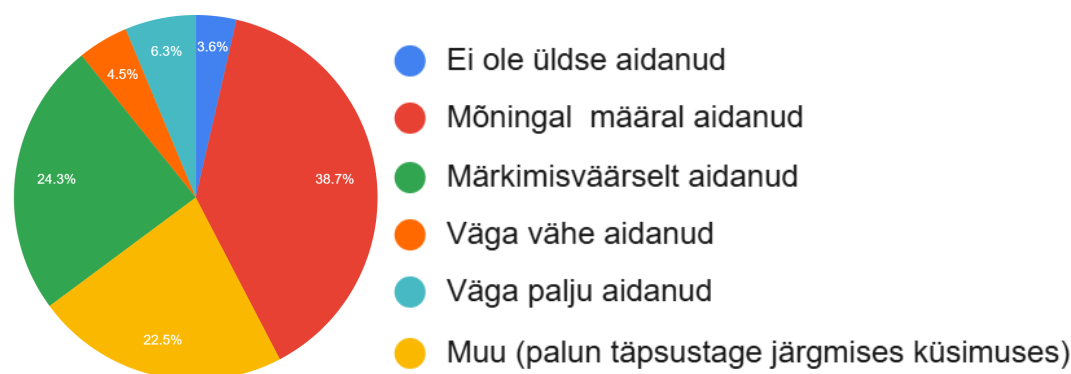 3.6%
6.3%
4.5%
24.3%
38.7%
22.5%
Ei ole üldse aidanud
Mõningal  määral aidanud
Märkimisväärselt aidanud
Väga vähe aidanud
Väga palju aidanud
Muu (palun täpsustage järgmises küsimuses)